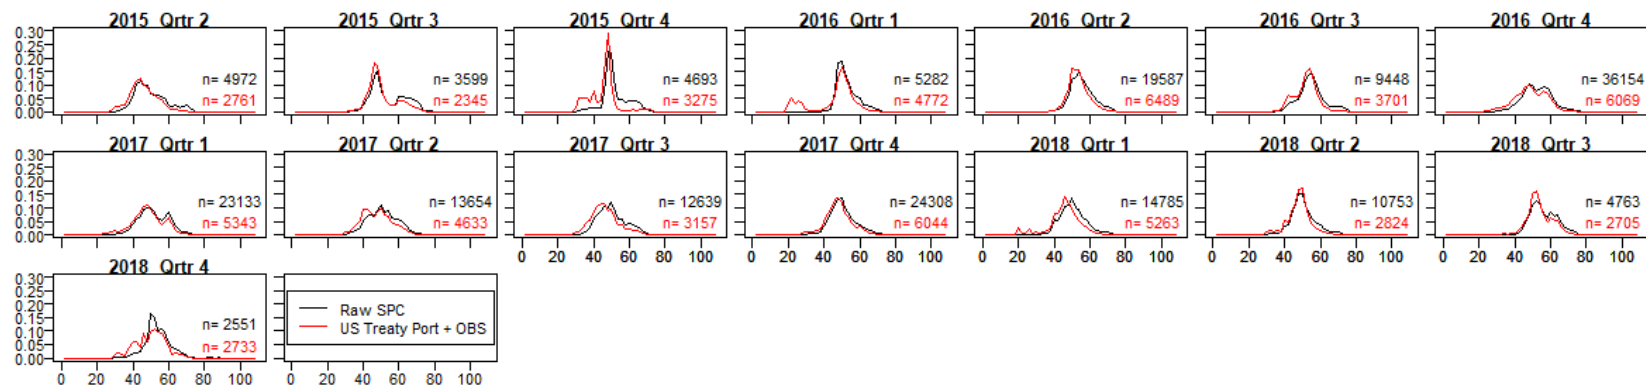 2015 Qrtr 2 2015 Qrtr 3 2015 Qrtr 4 2016 Qrtr 1 2016 Qrtr 2 2016 Qrtr 3 2016 Qrtr 4
0.30
0.25
0.20
0.15
0.10
0.05
0.00
n= 4972 n= 3599 n= 4693 n= 5282 n= 19587 n= 9448 n= 36154
n= 2761 n= 2345 n= 3275 n= 4772 n= 6489 n= 3701 n= 6069
2017 Qrtr 1 2017 Qrtr 2 2017 Qrtr 3 2017 Qrtr 4 2018 Qrtr 1 2018 Qrtr 2 2018 Qrtr 3
0.30
0.25
0.20
0.15
0.10
0.05
0.00
n= 23133 n= 13654 n= 12639 n= 24308 n= 14785 n= 10753 n= 4763
n= 5343 n= 4633 n= 3157 n= 6044 n= 5263 n= 2824 n= 2705
0 20 40 60 80 100 0 20 40 60 80 100 0 20 40 60 80 100 0 20 40 60 80 100 0 20 40 60 80 100
2018 Qrtr 4
0.30
0.25
0.20
0.15
0.10
0.05
0.00
n= 2551
n= 2733
Raw SPC
US Treaty Port + OBS
0 20 40 60 80 100 0 20 40 60 80 100